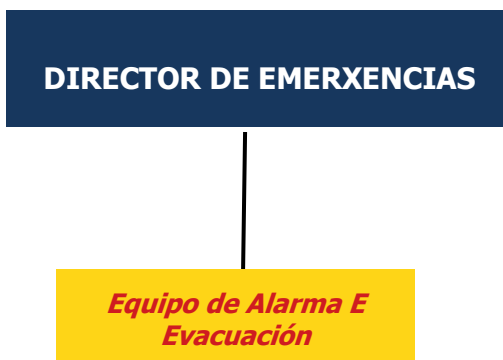 DIRECTOR DE EMERXENCIAS
Equipo de Alarma E
Evacuación